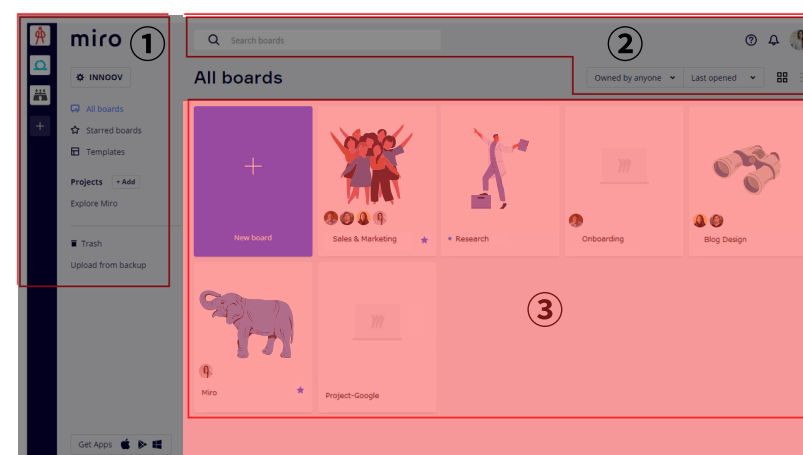 miro
1
Search boards
2
INNOOV
All boards
Owned by anyone
Last opened
All boards
Starred boards
Templates
Projects
+ Add
Explore Miro
New board
Sales & Marketing
Research
Onboarding
Blog Design
Trash
Upload from backup
3
Miro
Project-Google
Get Apps